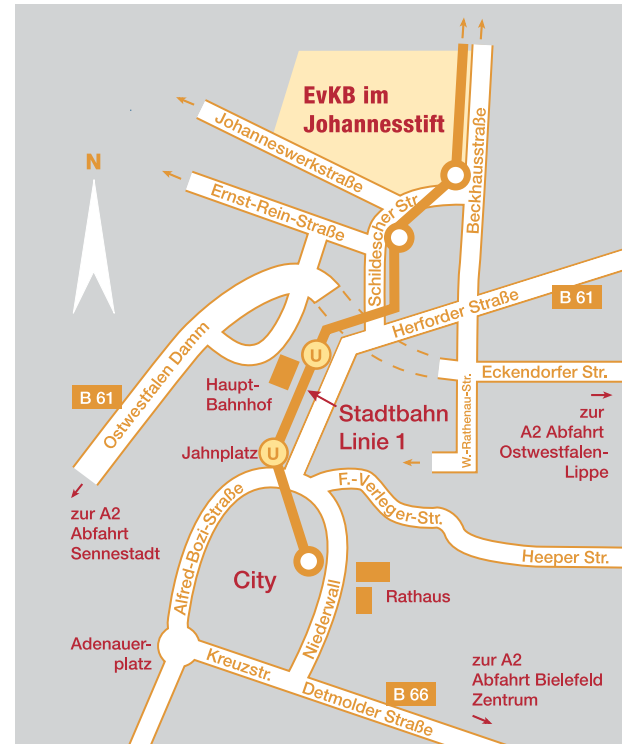 EvKB im
Johannesstift
Johanneswerkstraße
Beckhausstraße
N
Ernst-Rein-Straße
Schildescher Str.
Herforder Straße
B 61
Ostwestfalen Damm
B 61
U
Haupt-
Bahnhof
Eckendorfer Str.
W.-Rathenau-Str.
zur
A2 Abfahrt
Ostwestfalen-
Lippe
Stadtbahn
Linie 1
Jahnplatz
U
F.-Verleger-Str.
zur A2
Abfahrt
Sennestadt
Alfred-Bozi-Straße
Heeper Str.
City
Niederwall
Rathaus
Adenauer-
platz
Kreuzstr.
Detmolder Straße
B 66
zur A2
Abfahrt Bielefeld
Zentrum